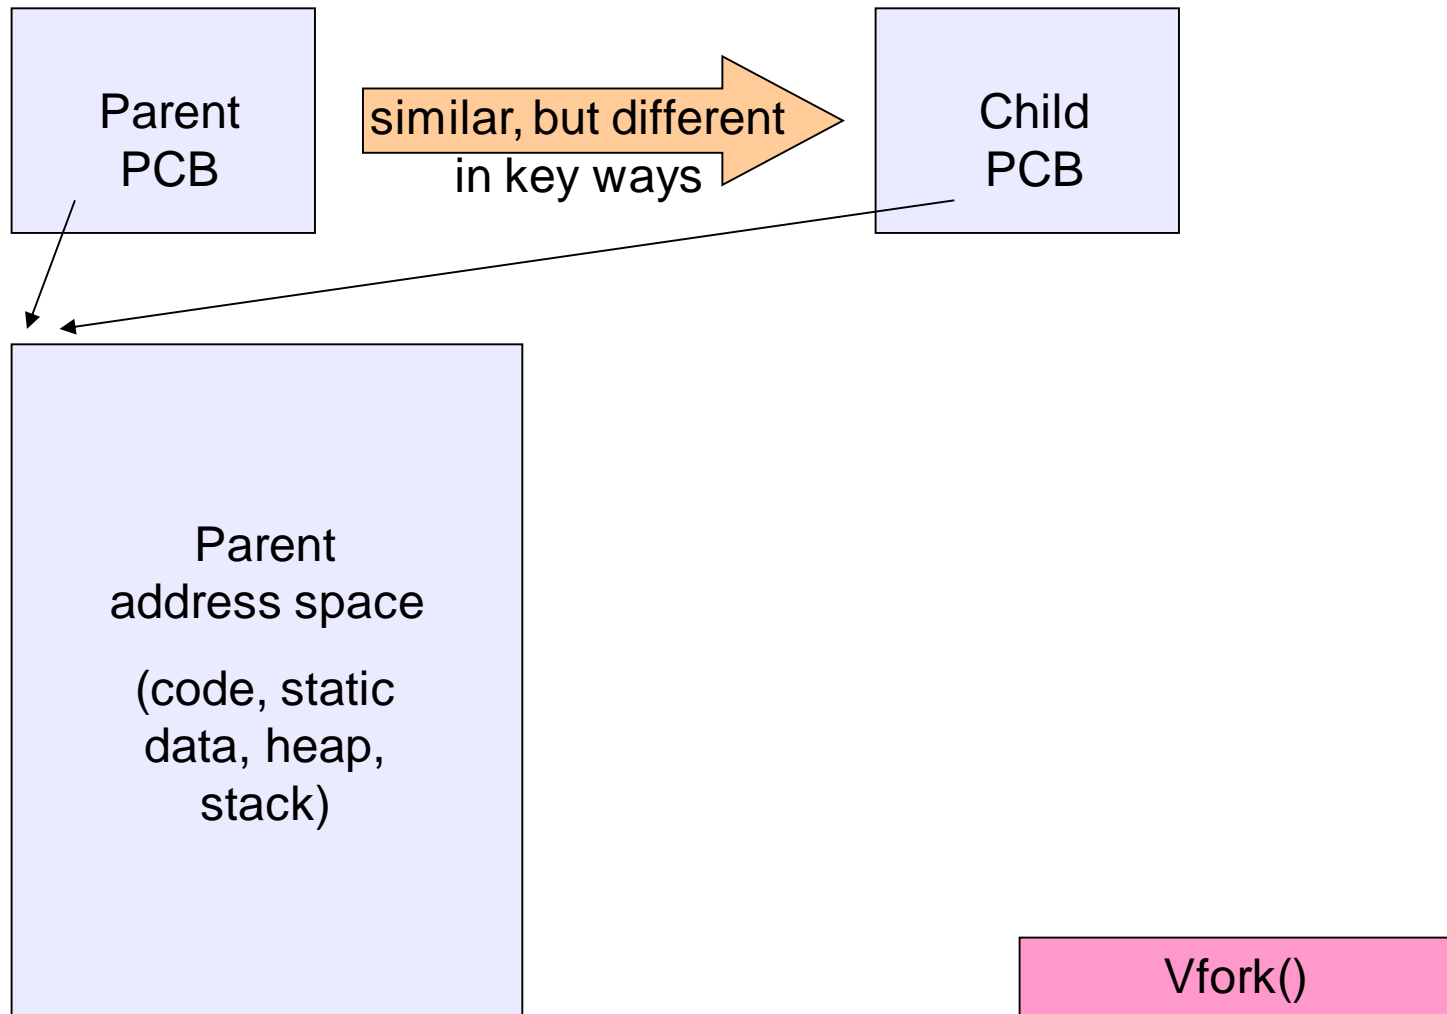 Parent
PCB
similar, but different
in key ways
Child
PCB
Parent
address space
(code, static
data, heap,
stack)
Vfork()